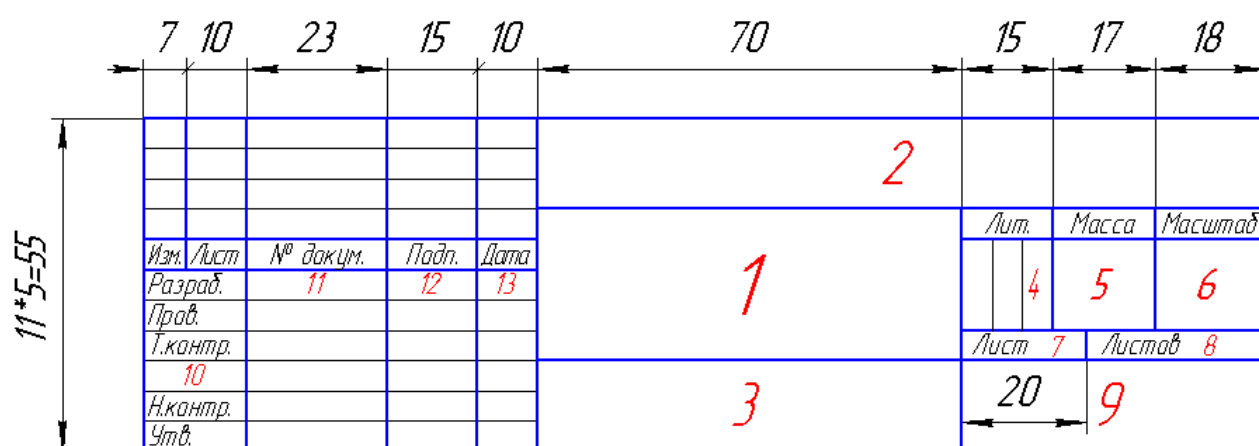 7 10 23 15 10 70 15 17 18
11*5=55
2
Лит. Масса Масштаб
Изм. Лист № докум. Подп. Дата
1
4 5 6
Разраб. 11 12 13
Пров.
Т.контр.
Лист 7 Листов 8
10
3
20 9
Н.контр.
Утв.